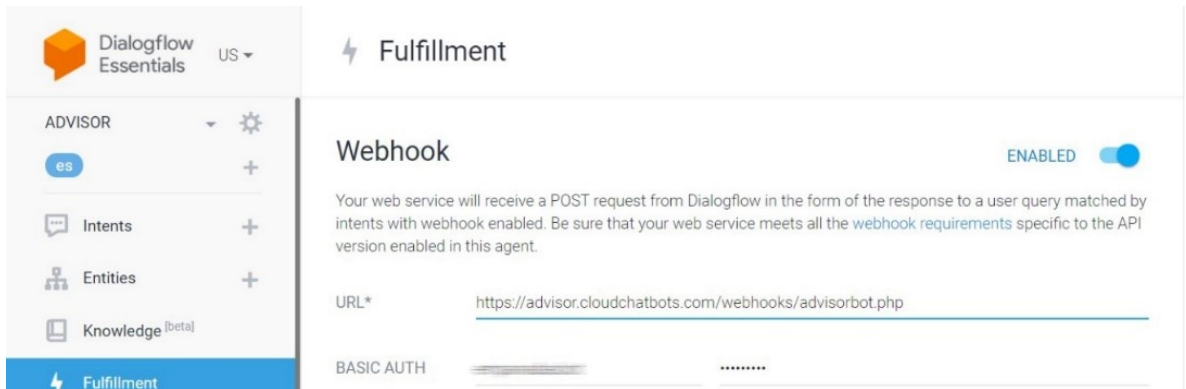 Dialogflow
Essentials
US
Fulfillment
ADVISOR
es
Webhook
ENABLED
Your web service will receive a POST request from Dialogflow in the form of the response to a user query matched by
intents with webhook enabled. Be sure that your web service meets all the webhook requirements specific to the API
version enabled in this agent.
Intents
Entities
URL*
https://advisor.cloudchatbots.com/webhooks/advisorbot.php
Knowledge [beta]
BASIC AUTH
•••••••••
Fulfillment